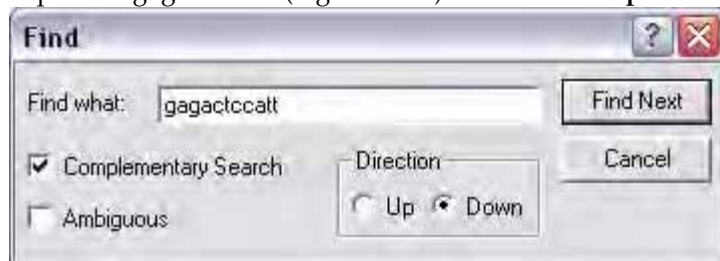 Find
Find what: gagactccatt
Find Next
Complementary Search
Direction
Cancel
Up Down
Ambiguous